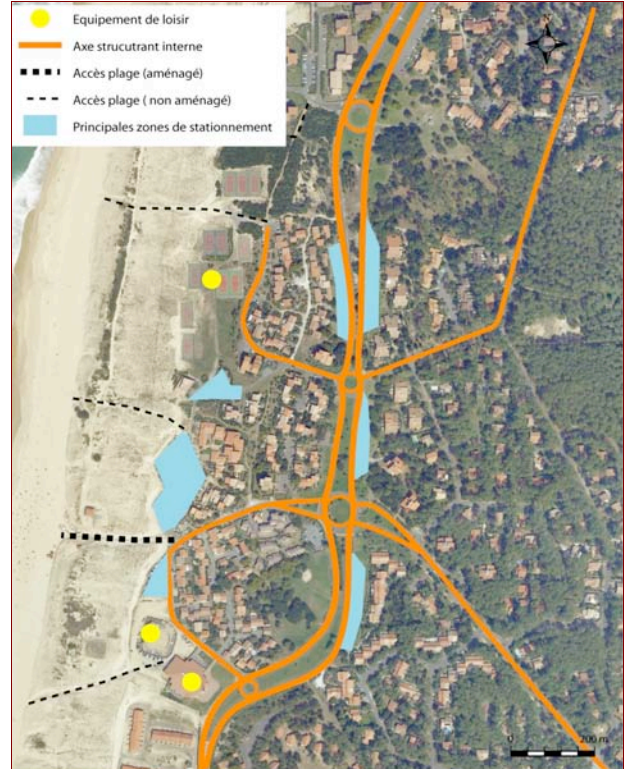 Equipement de loisir
Axe strucutrant interne
Accès plage (aménagé)
Accès plage ( non aménagé)
Principales zones de stationnement
N
0 200 m